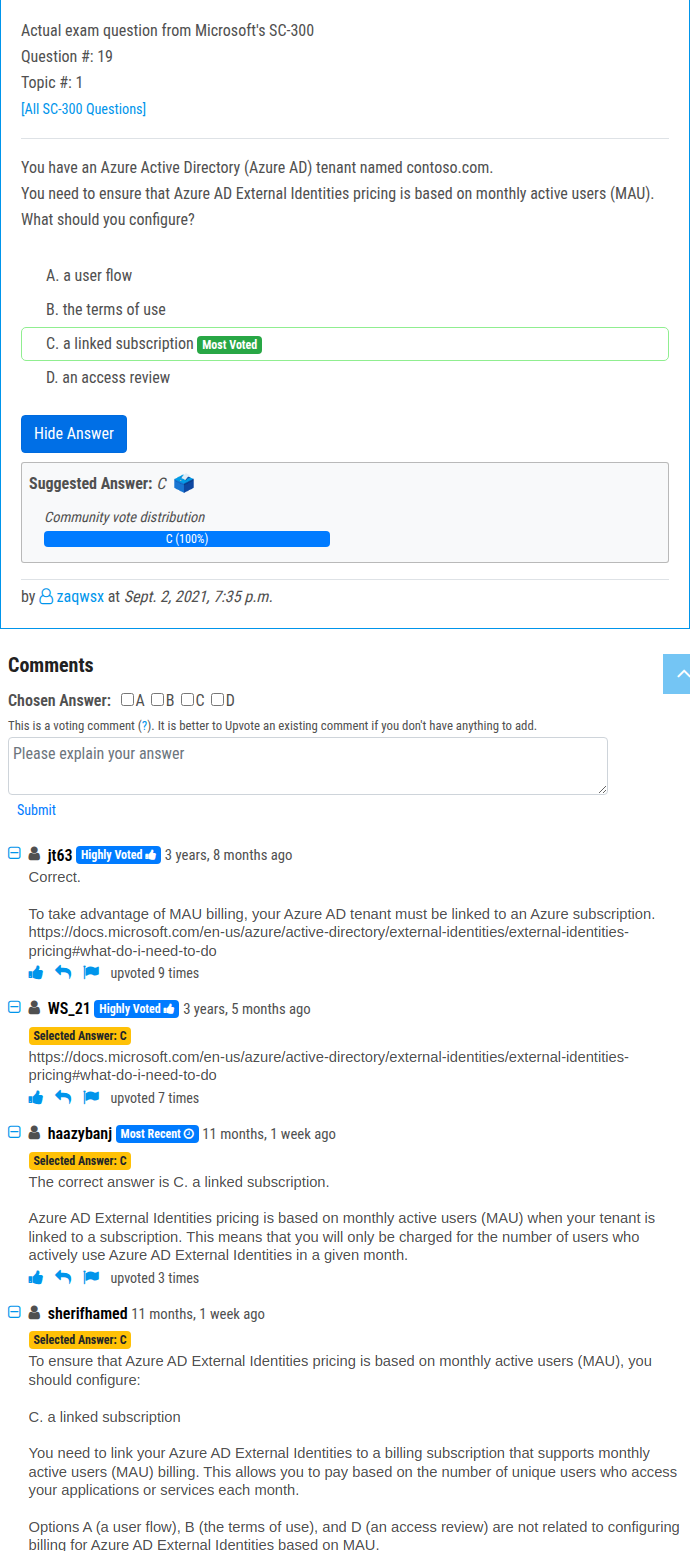 Actual exam question from Microsoft's SC-300
Question #: 19
Topic #: 1
[All SC-300 Questions]
You have an Azure Active Directory (Azure AD) tenant named contoso.com.
You need to ensure that Azure AD External Identities pricing is based on monthly active users (MAU).
What should you configure?
A. a user flow
B. the terms of use
C. a linked subscription Most Voted
D. an access review
Hide Answer
Suggested Answer: C
Community vote distribution
C (100%)
by zaqwsx at Sept. 2, 2021, 7:35 p.m.
Comments
Chosen Answer: A B C D
This is a voting comment (?). It is better to Upvote an existing comment if you don't have anything to add.
Please explain your answer
Submit
jt63 Highly Voted 3 years, 8 months ago
Correct.
To take advantage of MAU billing, your Azure AD tenant must be linked to an Azure subscription.
https://docs.microsoft.com/en-us/azure/active-directory/external-identities/external-identities-
pricing#what-do-i-need-to-do
upvoted 9 times
WS_21 Highly Voted 3 years, 5 months ago
Selected Answer: C
https://docs.microsoft.com/en-us/azure/active-directory/external-identities/external-identities-
pricing#what-do-i-need-to-do
upvoted 7 times
haazybanj Most Recent 11 months, 1 week ago
Selected Answer: C
The correct answer is C. a linked subscription.
Azure AD External Identities pricing is based on monthly active users (MAU) when your tenant is
linked to a subscription. This means that you will only be charged for the number of users who
actively use Azure AD External Identities in a given month.
upvoted 3 times
sherifhamed 11 months, 1 week ago
Selected Answer: C
To ensure that Azure AD External Identities pricing is based on monthly active users (MAU), you
should configure:
C. a linked subscription
You need to link your Azure AD External Identities to a billing subscription that supports monthly
active users (MAU) billing. This allows you to pay based on the number of unique users who access
your applications or services each month.
Options A (a user flow), B (the terms of use), and D (an access review) are not related to configuring
billing for Azure AD External Identities based on MAU.